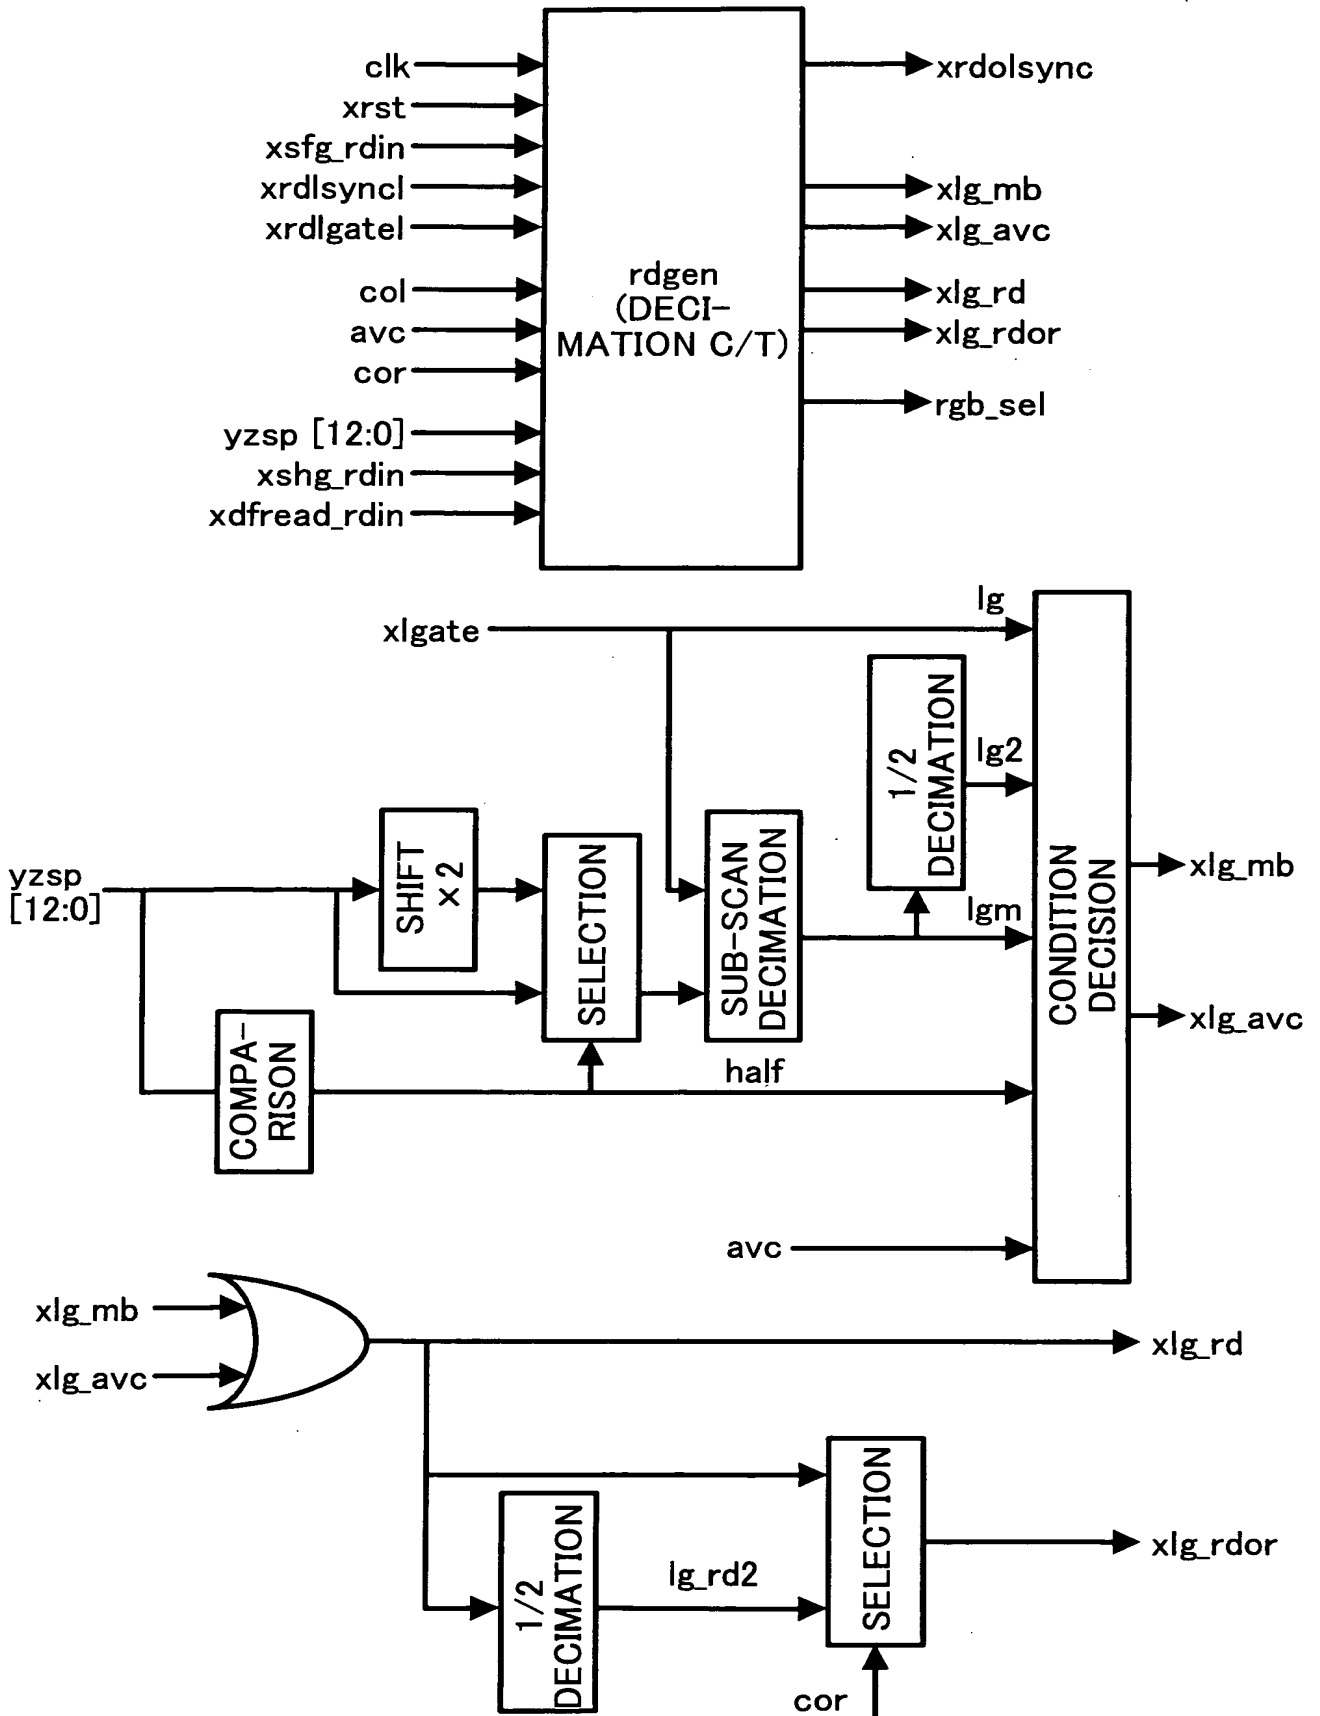 clk
xrst
xsfg_rdin
xrdlsyncl
xrdlgatel
col
avc
cor
yzsp [12:0]
xshg_rdin
xdfread_rdin
rdgen
(DECI-
MATION C/T)
xrdolsync
xlg_mb
xlg_avc
xlg_rd
xlg_rdor
rgb_sel
xlgate
lg
1/2
DECIMATION
lg2
yzsp
[12:0]
SHIFT
×2
SELECTION
SUB-SCAN
DECIMATION
lgm
COMPA-
RISON
half
avc
CONDITION
DECISION
xlg_mb
xlg_avc
xlg_mb
xlg_avc
xlg_rd
1/2
DECIMATION
lg_rd2
SELECTION
cor
xlg_rdor